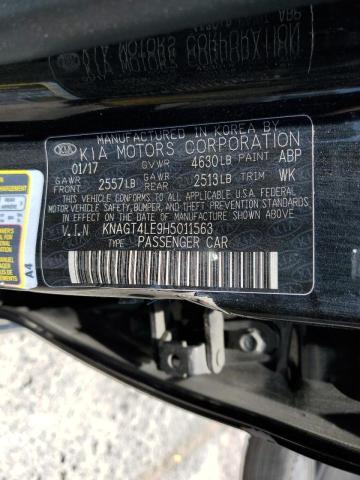 MANUFACTURED IN KOREA BY
KIA KIA MOTORS CORPORATION
01/17 GVWR 4630LB PAINT ABP
GAWR FRONT 2557LB GAWR REAR 2513LB TRIM WK
THIS VEHICLE CONFORMS TO ALL APPLICABLE U.S. FEDERAL
MOTOR VEHICLE SAFETY, BUMPER, AND THEFT PREVENTION
STANDARDS IN EFFECT ON THE DATE OF MANUFACTURE SHOWN ABOVE
V.I.N KNAGT4LE9H5011563
TYPE: PASSENGER CAR
A4